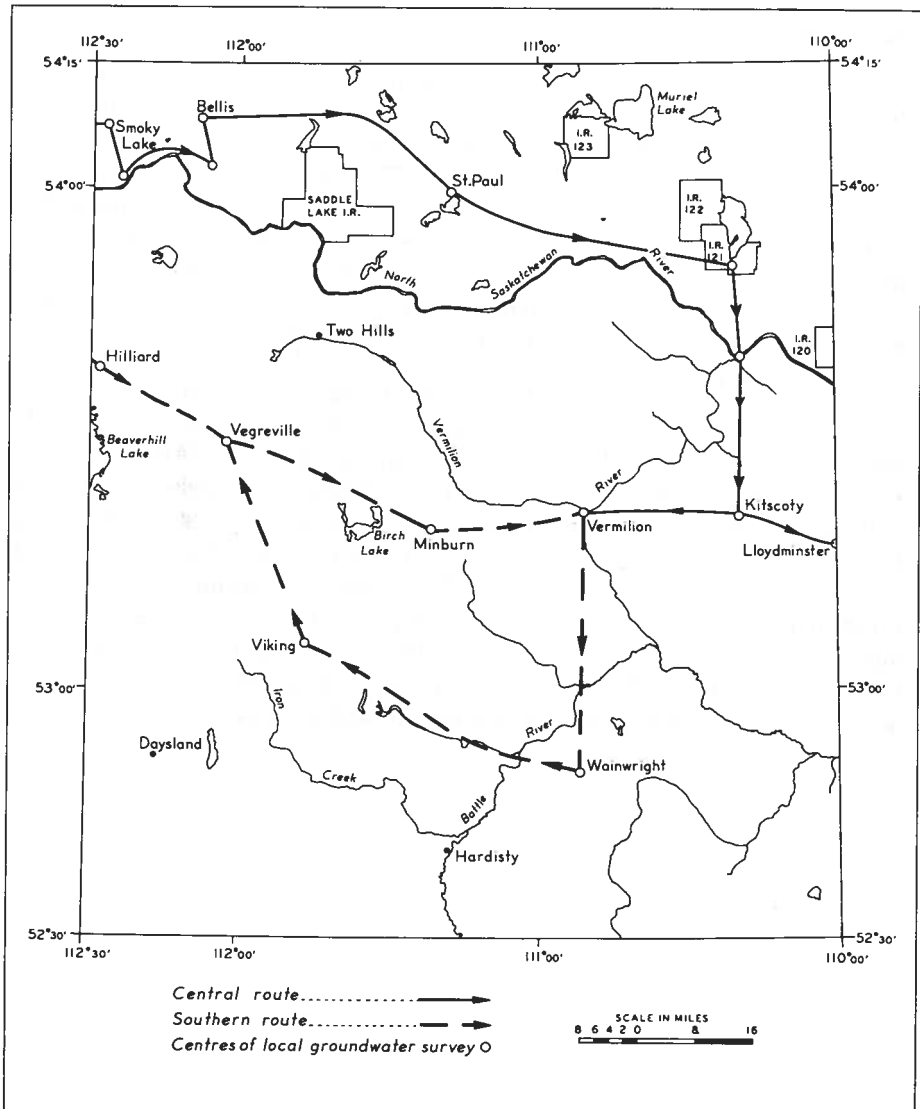 112°30' 112°00' 111°00' 110°00'
54°15' 54°15'
Bellis
Smoky
Lake
Muriel
Lake
I.R.
123
54°00' 54°00'
St.Paul
I.R.
122
SADDLE
LAKE I.R.
I.R.
121
North Saskatchewan River
Two Hills
I.R.
120
Hilliard
Vegreville
Beaverhill
Lake
Vermilion River
Kitscoty
Birch
Lake
Minburn
Vermilion
Lloydminster
Viking
53°00' 53°00'
Iron Creek
Daysland
Battle River
Wainwright
Hardisty
52°30' 52°30'
112°30' 112°00' 111°00' 110°00'
Central route
Southern route
Centres of local groundwater survey
SCALE IN MILES
8 6 4 2 0 8 16